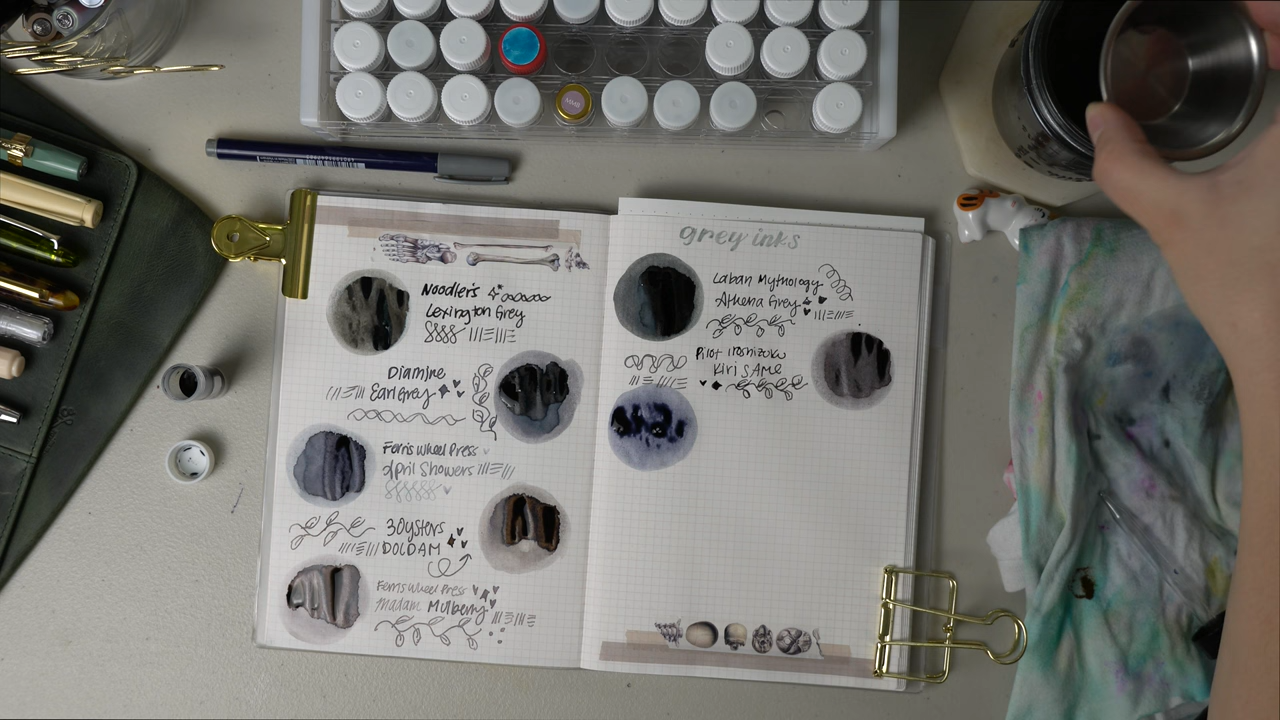 Noodler's
Lexington Grey
Diamine
Earl Grey
Ferris Wheel Press
April Showers
3Oysters
DOLDAM
Ferris Wheel Press
Madam Mulberry
grey inks
Laban Mythology
Athena Grey
Pilot Iroshizuku
Kiri SAME